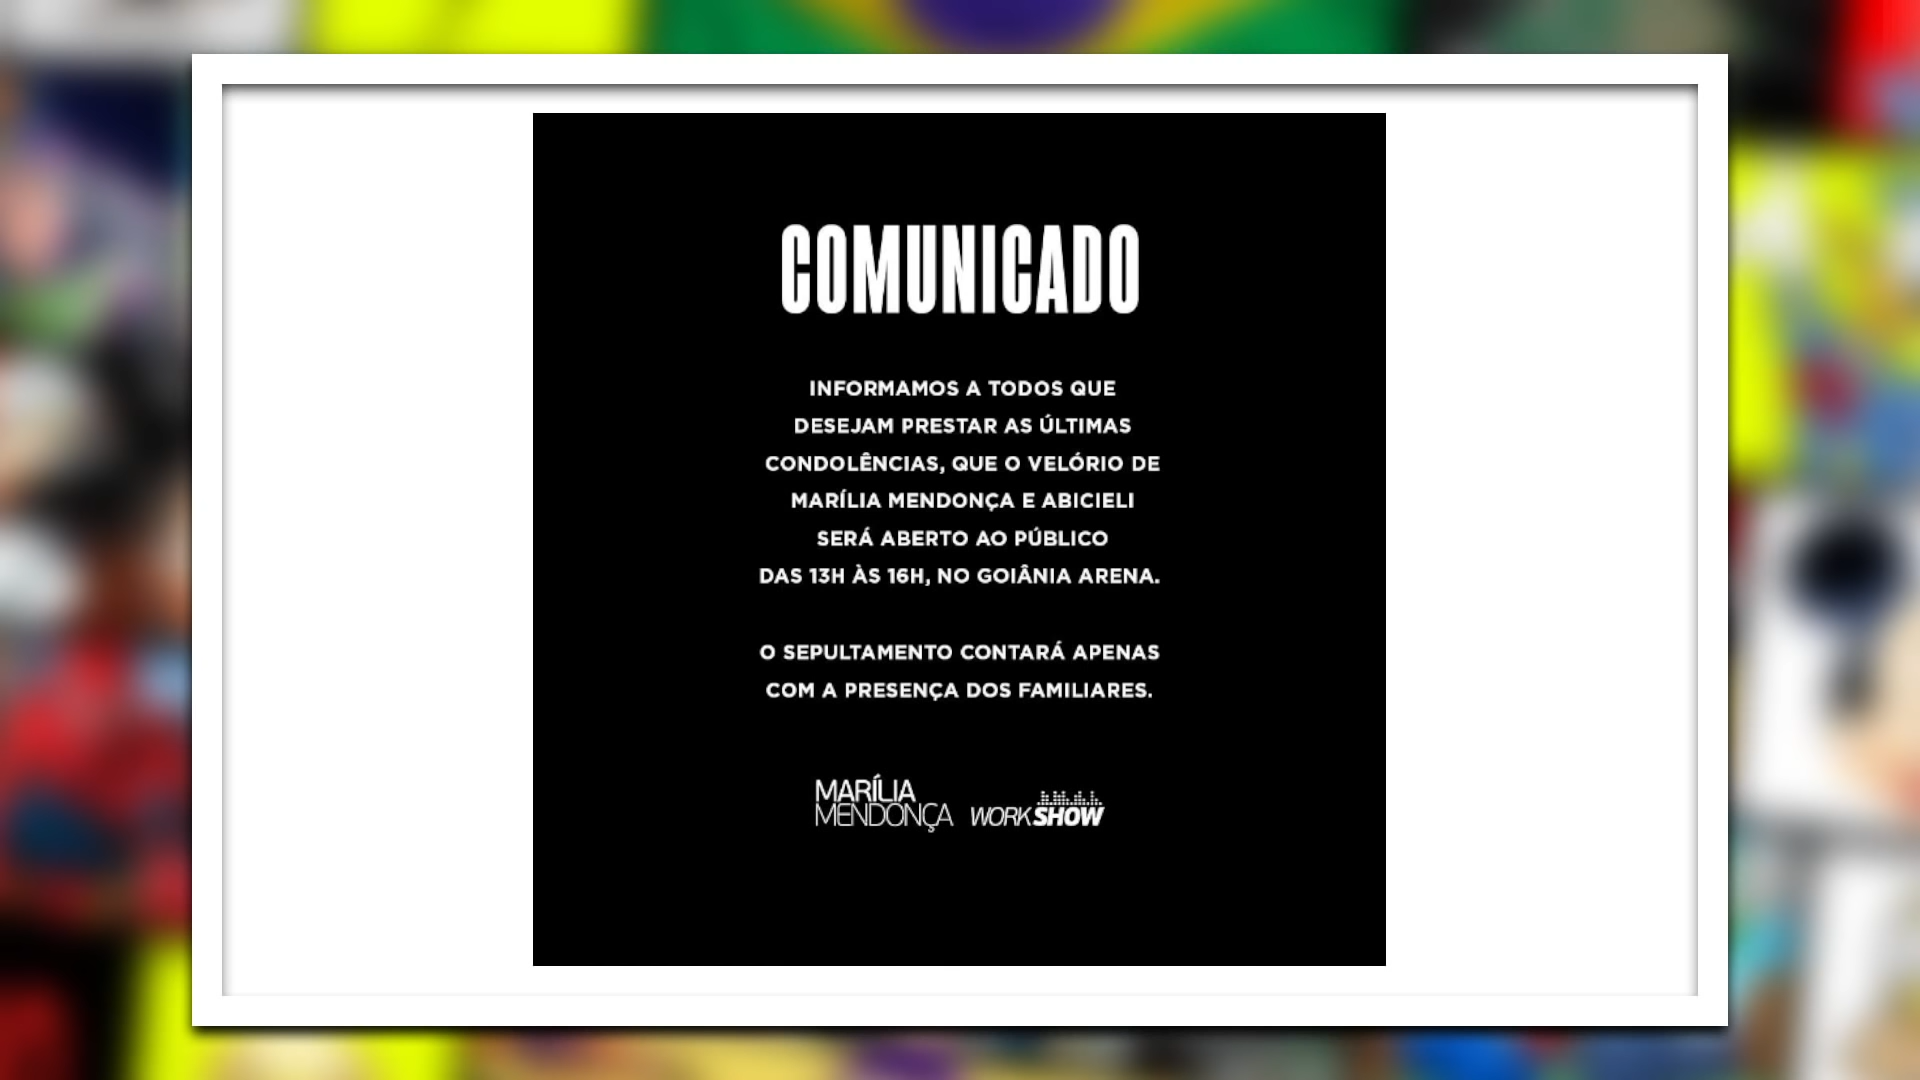 COMUNICADO
INFORMAMOS A TODOS QUE
DESEJAM PRESTAR AS ÚLTIMAS
CONDOLÊNCIAS, QUE O VELÓRIO DE
MARÍLIA MENDONÇA E ABICIELI
SERÁ ABERTO AO PÚBLICO
DAS 13H ÀS 16H, NO GOIÂNIA ARENA.
O SEPULTAMENTO CONTARÁ APENAS
COM A PRESENÇA DOS FAMILIARES.
MARÍLIA
MENDONÇA
WORKSHOW